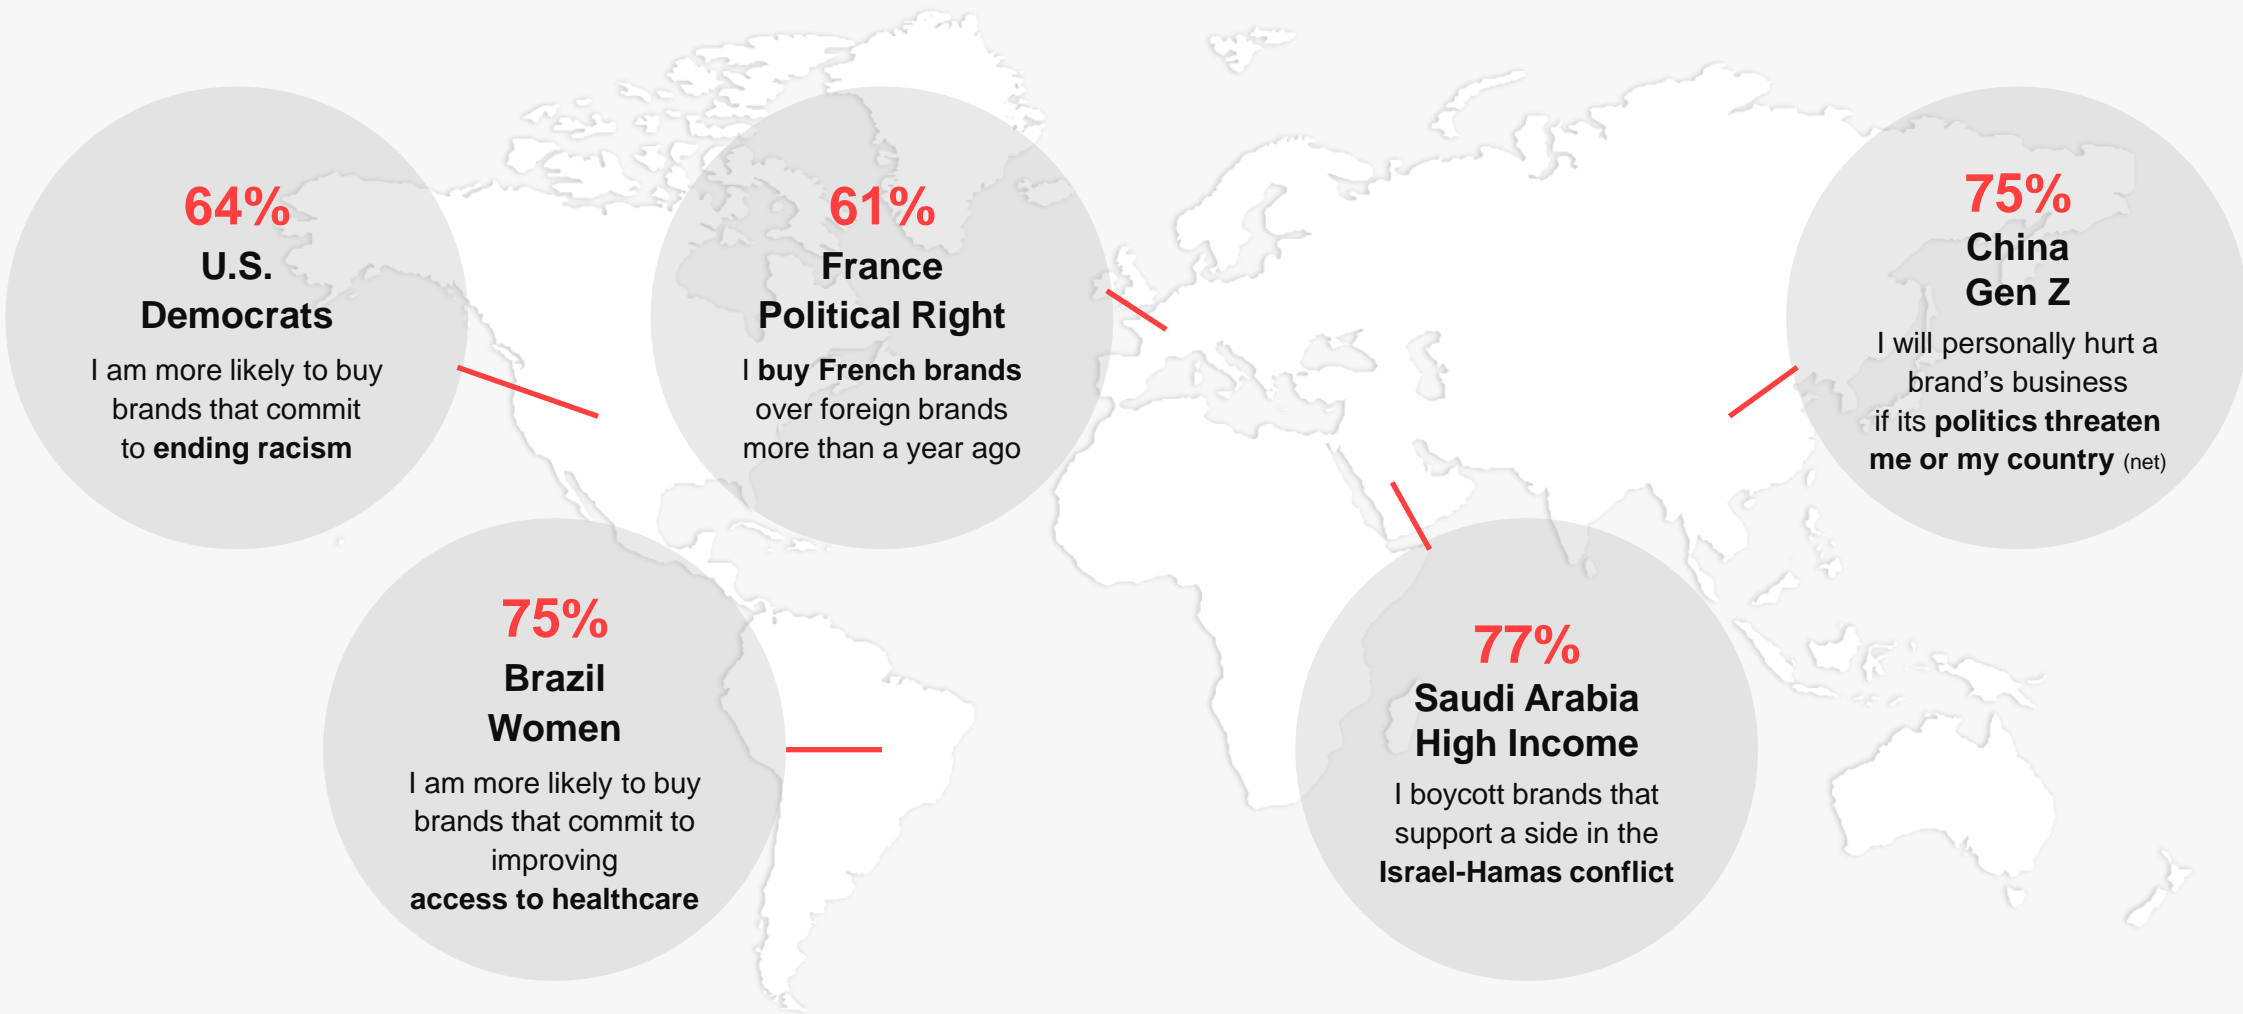 64%
U.S.
Democrats
I am more likely to buy
brands that commit
to ending racism
61%
France
Political Right
I buy French brands
over foreign brands
more than a year ago
75%
China
Gen Z
I will personally hurt a
brand’s business
if its politics threaten
me or my country (net)
75%
Brazil
Women
I am more likely to buy
brands that commit to
improving
access to healthcare
77%
Saudi Arabia
High Income
I boycott brands that
support a side in the
Israel-Hamas conflict